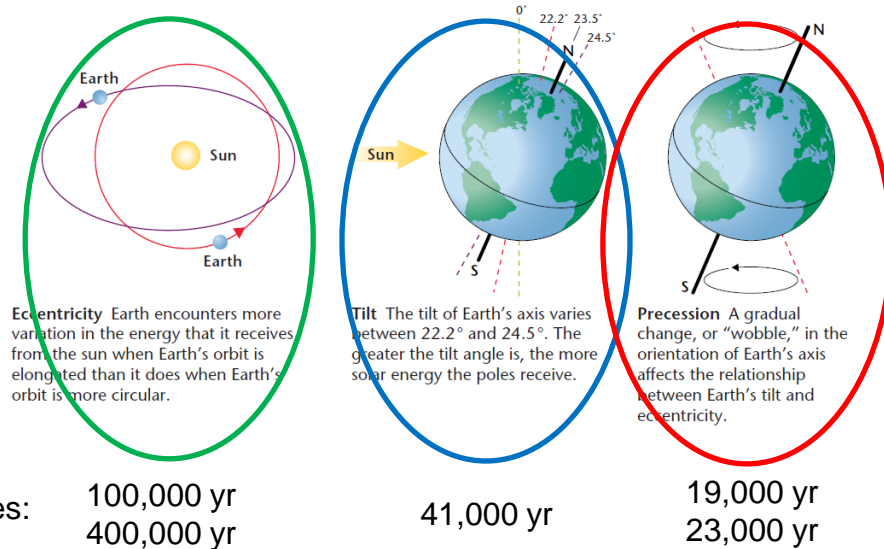 0°
22.2°
23.5°
24.5°
N
N
Earth
Sun
Sun
Earth
S
S
Eccentricity Earth encounters more
variation in the energy that it receives
from the sun when Earth's orbit is
elongated than it does when Earth's
orbit is more circular.
Tilt The tilt of Earth's axis varies
between 22.2° and 24.5°. The
greater the tilt angle is, the more
solar energy the poles receive.
Precession A gradual
change, or "wobble," in the
orientation of Earth's axis
affects the relationship
between Earth's tilt and
eccentricity.
es:
100,000 yr
400,000 yr
41,000 yr
19,000 yr
23,000 yr